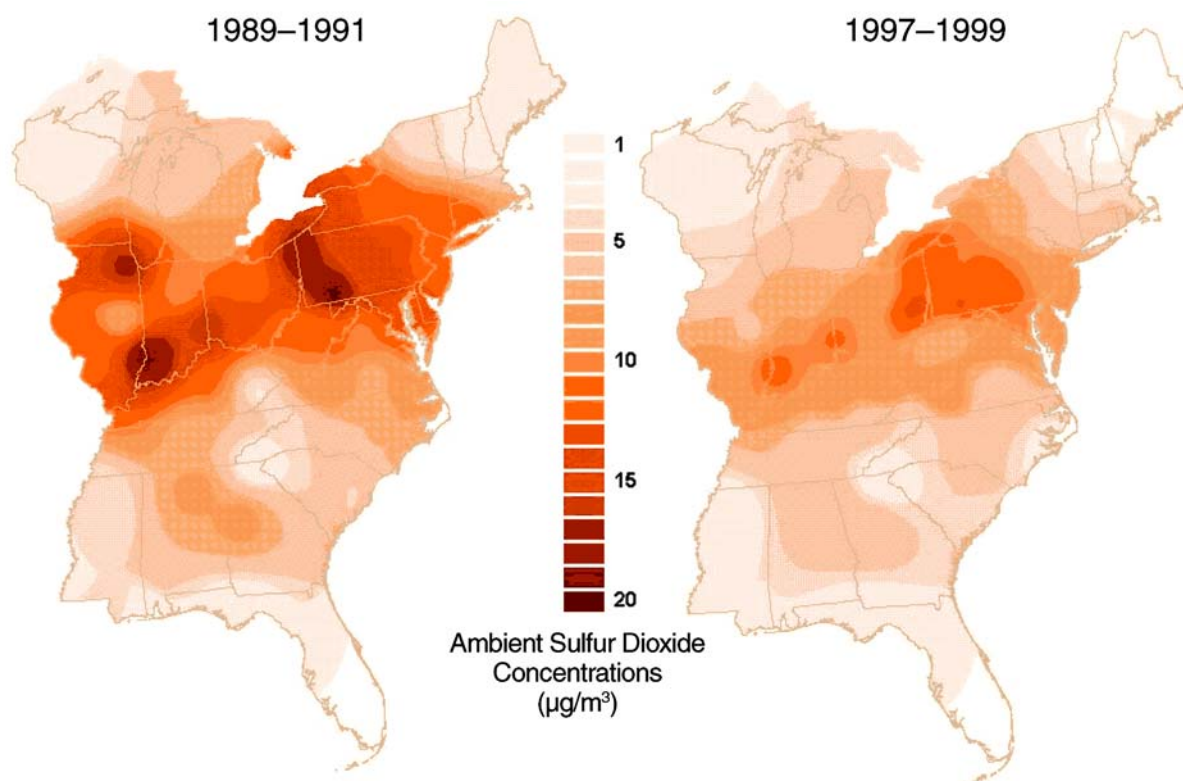 1989–1991
1997–1999
1
5
10
15
20
Ambient Sulfur Dioxide
Concentrations
(µg/m³)